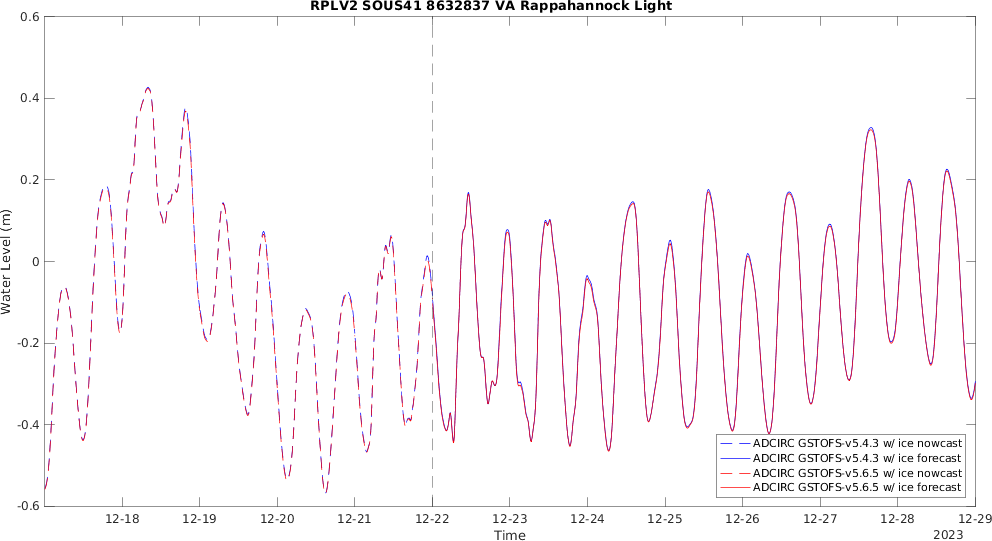 RPLV2 SOUS41 8632837 VA Rappahannock Light
Water Level (m)
0.6
0.4
0.2
0
-0.2
-0.4
-0.6
ADCIRC GSTOFS-v5.4.3 w/ ice nowcast
ADCIRC GSTOFS-v5.4.3 w/ ice forecast
ADCIRC GSTOFS-v5.6.5 w/ ice nowcast
ADCIRC GSTOFS-v5.6.5 w/ ice forecast
12-18 12-19 12-20 12-21 12-22 12-23 12-24 12-25 12-26 12-27 12-28 12-29
Time
2023